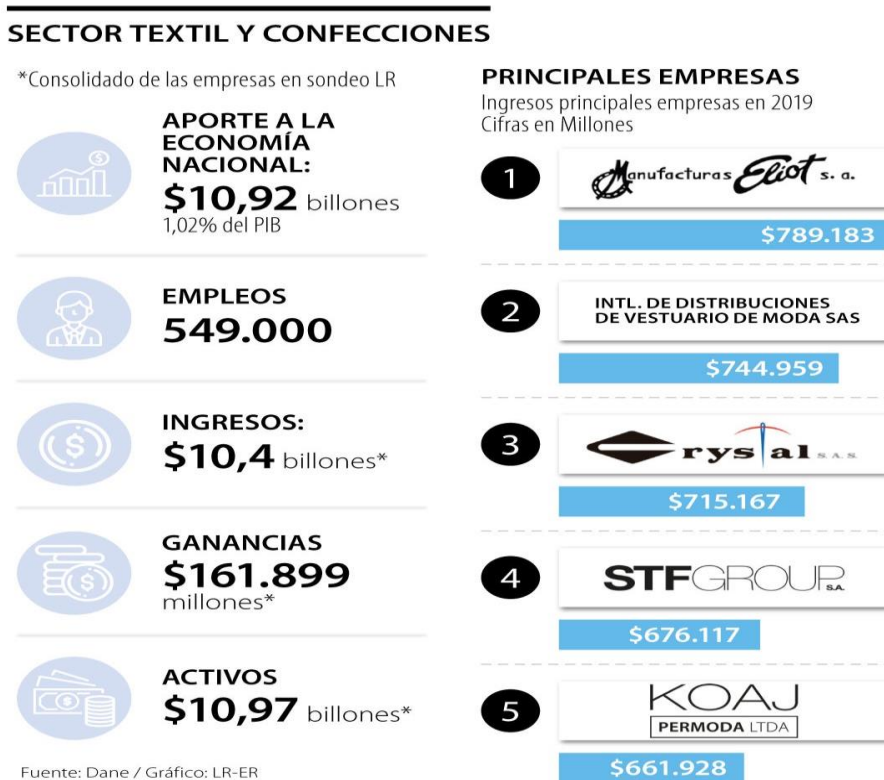 SECTOR TEXTIL Y CONFECCIONES
*Consolidado de las empresas en sondeo LR
APORTE A LA
ECONOMÍA
NACIONAL:
$10,92 billones
1,02% del PIB
EMPLEOS
549.000
INGRESOS:
$10,4 billones*
GANANCIAS
$161.899
millones*
ACTIVOS
$10,97 billones*
Fuente: Dane / Gráfico: LR-ER
PRINCIPALES EMPRESAS
Ingresos principales empresas en 2019
Cifras en Millones
1
Manufacturas Eliot s. a.
$789.183
2
INTL. DE DISTRIBUCIONES
DE VESTUARIO DE MODA SAS
$744.959
3
Crystal S.A.S.
$715.167
4
STFGROUP S.A.
$676.117
5
KOAJ
PERMODA LTDA
$661.928